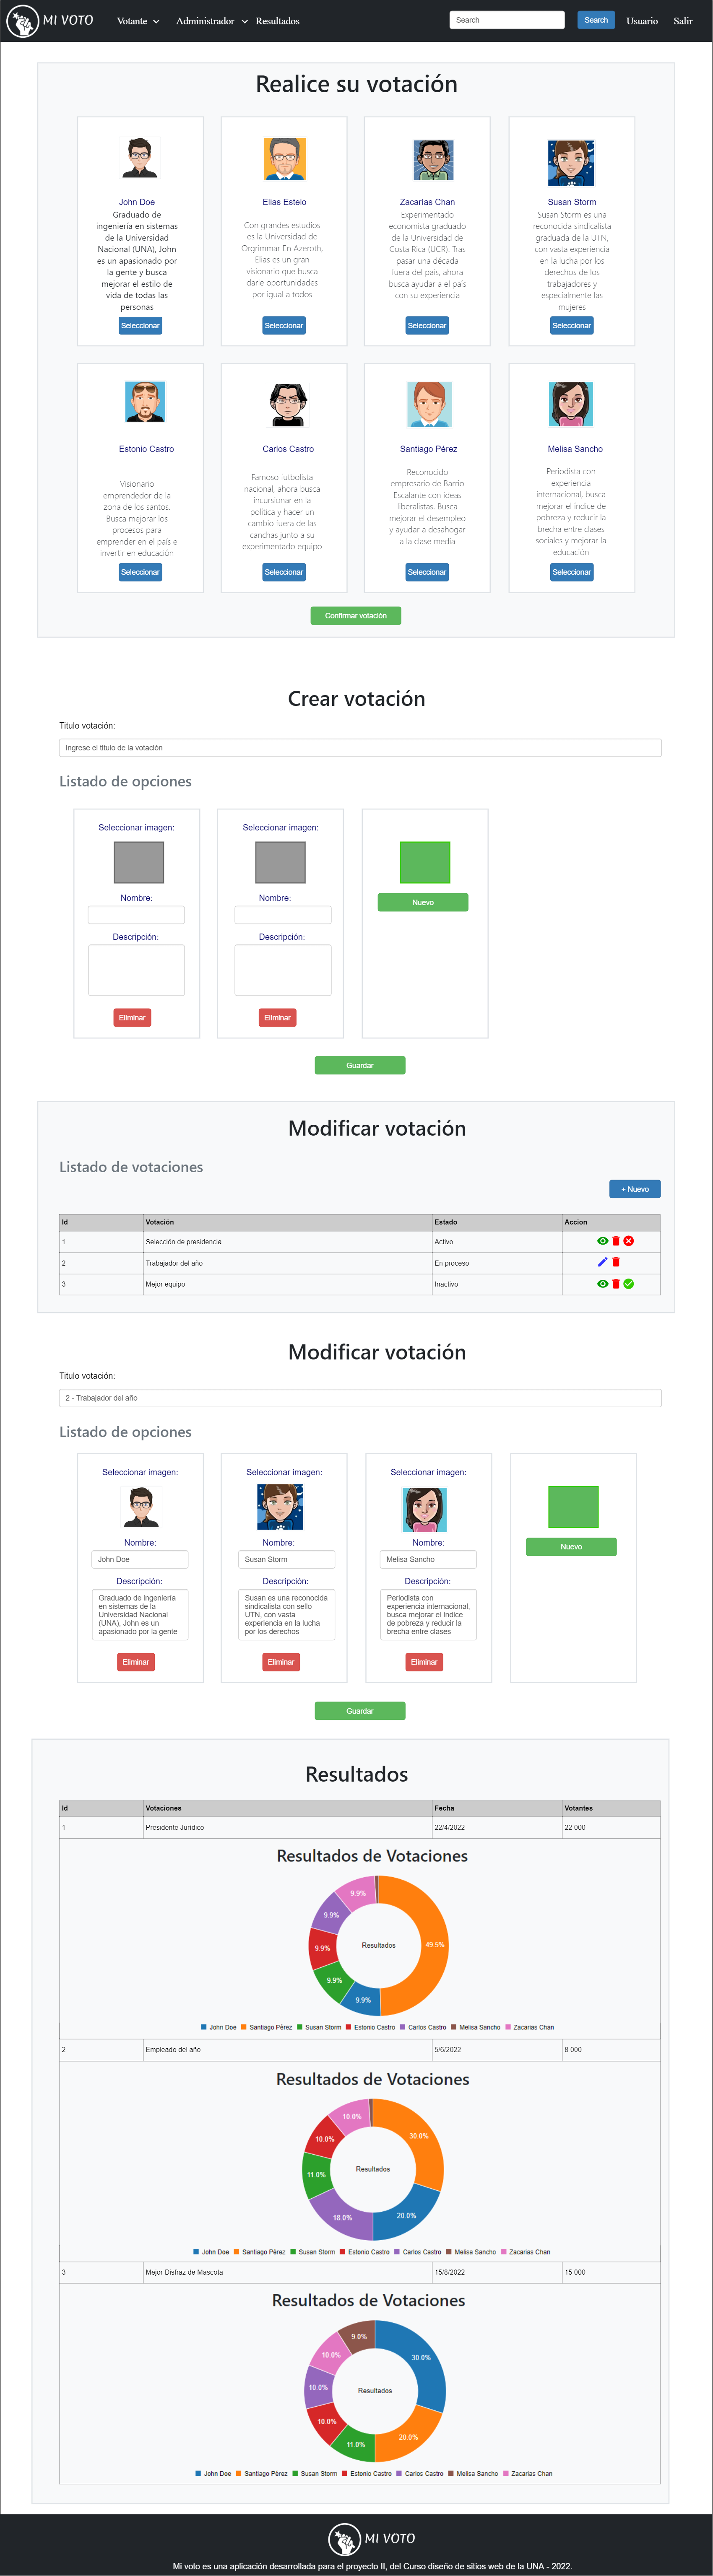 MI VOTO Votante Administrador Resultados Search Search Usuario Salir
Realice su votación
John Doe
Graduado de
ingeniería en sistemas
de la Universidad
Nacional (UNA), John
es un apasionado por
la gente y busca
mejorar el estilo de
vida de todas las
personas
Seleccionar
Elias Estelo
Con grandes estudios
es la Universidad de
Orgrimmar En Azeroth,
Elias es un gran
visionario que busca
darle oportunidades
por igual a todos
Seleccionar
Zacarías Chan
Experimentado
economista graduado
de la Universidad de
Costa Rica (UCR). Tras
pasar una década
fuera del país, ahora
busca ayudar a el país
con su experiencia
Seleccionar
Susan Storm
Susan Storm es una
reconocida sindicalista
graduada de la UTN,
con vasta experiencia
en la lucha por los
derechos de los
trabajadores y
especialmente las
mujeres
Seleccionar
Estonio Castro
Visionario
emprendedor de la
zona de los santos.
Busca mejorar los
procesos para
emprender en el país e
invertir en educación
Seleccionar
Carlos Castro
Famoso futbolista
nacional, ahora busca
incursionar en la
política y hacer un
cambio fuera de las
canchas junto a su
experimentado equipo
Seleccionar
Santiago Pérez
Reconocido
empresario de Barrio
Escalante con ideas
liberalistas. Busca
mejorar el desempleo
y ayudar a desahogar
a la clase media
Seleccionar
Melisa Sancho
Periodista con
experiencia
internacional, busca
mejorar el índice de
pobreza y reducir la
brecha entre clases
sociales y mejorar la
educación
Seleccionar
Confirmar votación
Crear votación
Titulo votación:
Ingrese el titulo de la votación
Listado de opciones
Seleccionar imagen:
Nombre:
Descripción:
Eliminar
Seleccionar imagen:
Nombre:
Descripción:
Eliminar
Nuevo
Guardar
Modificar votación
Listado de votaciones
+ Nuevo
Id Votación Estado Accion
1 Selección de presidencia Activo
2 Trabajador del año En proceso
3 Mejor equipo Inactivo
Modificar votación
Titulo votación:
2 - Trabajador del año
Listado de opciones
Seleccionar imagen:
Nombre:
John Doe
Descripción:
Graduado de ingeniería
en sistemas de la
Universidad Nacional
(UNA), John es un
apasionado por la gente
Eliminar
Seleccionar imagen:
Nombre:
Susan Storm
Descripción:
Susan es una reconocida
sindicalista con sello
UTN, con vasta
experiencia en la lucha
por los derechos
Eliminar
Seleccionar imagen:
Nombre:
Melisa Sancho
Descripción:
Periodista con
experiencia internacional,
busca mejorar el índice
de pobreza y reducir la
brecha entre clases
Eliminar
Nuevo
Guardar
Resultados
Id Votaciones Fecha Votantes
1 Presidente Jurídico 22/4/2022 22 000
Resultados de Votaciones
9.9%
9.9%
9.9%
9.9%
9.9%
49.5%
Resultados
John Doe Santiago Pérez Susan Storm Estonio Castro Carlos Castro Melisa Sancho Zacarias Chan
2 Empleado del año 5/6/2022 8 000
Resultados de Votaciones
10.0%
30.0%
10.0%
11.0%
18.0%
20.0%
Resultados
John Doe Santiago Pérez Susan Storm Estonio Castro Carlos Castro Melisa Sancho Zacarias Chan
3 Mejor Disfraz de Mascota 15/8/2022 15 000
Resultados de Votaciones
9.0%
30.0%
10.0%
10.0%
10.0%
11.0%
20.0%
Resultados
John Doe Santiago Pérez Susan Storm Estonio Castro Carlos Castro Melisa Sancho Zacarias Chan
MI VOTO
Mi voto es una aplicación desarrollada para el proyecto II, del Curso diseño de sitios web de la UNA - 2022.